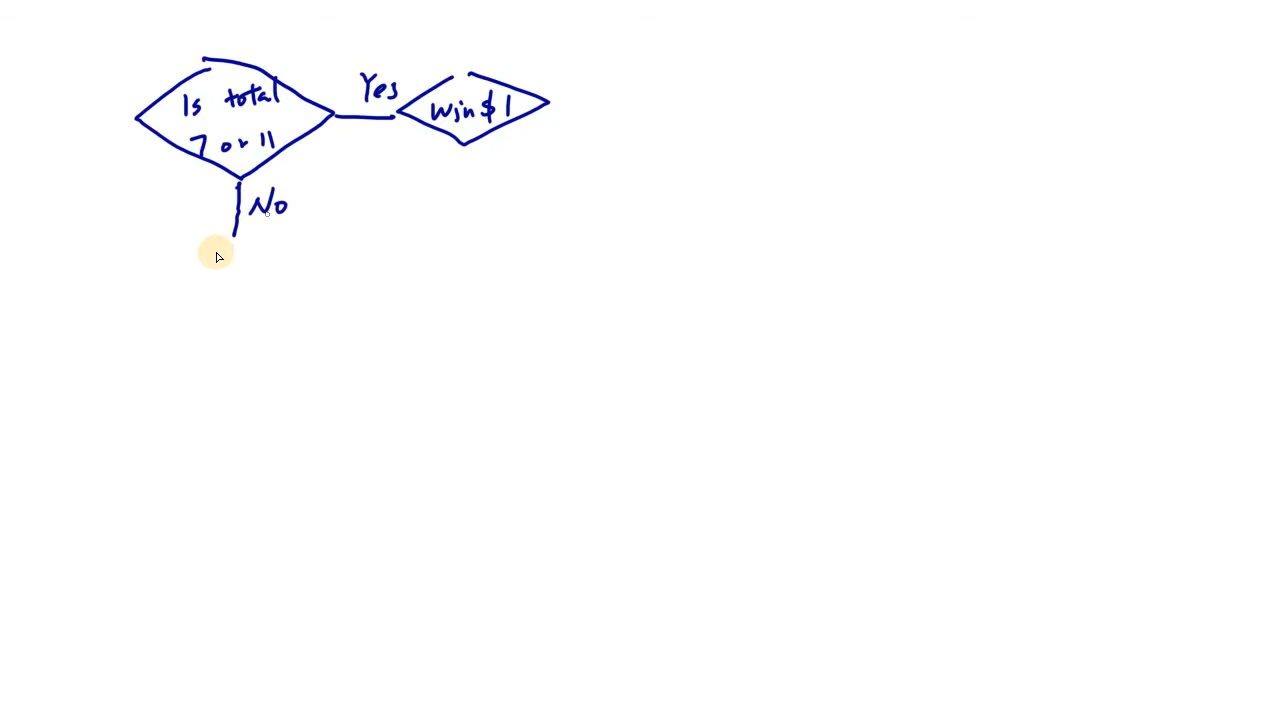 Is total
7 or 11
Yes
Win $1
No